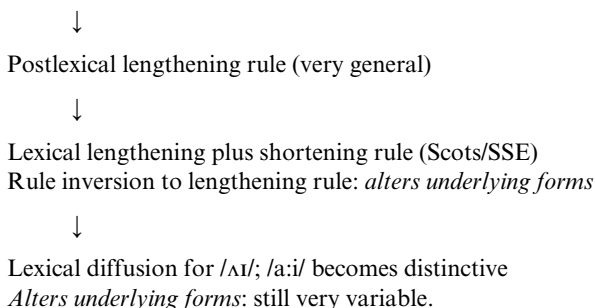 ↓
Postlexical lengthening rule (very general)
↓
Lexical lengthening plus shortening rule (Scots/SSE)
Rule inversion to lengthening rule: alters underlying forms
↓
Lexical diffusion for /ʌɪ/; /a:i/ becomes distinctive
Alters underlying forms: still very variable.